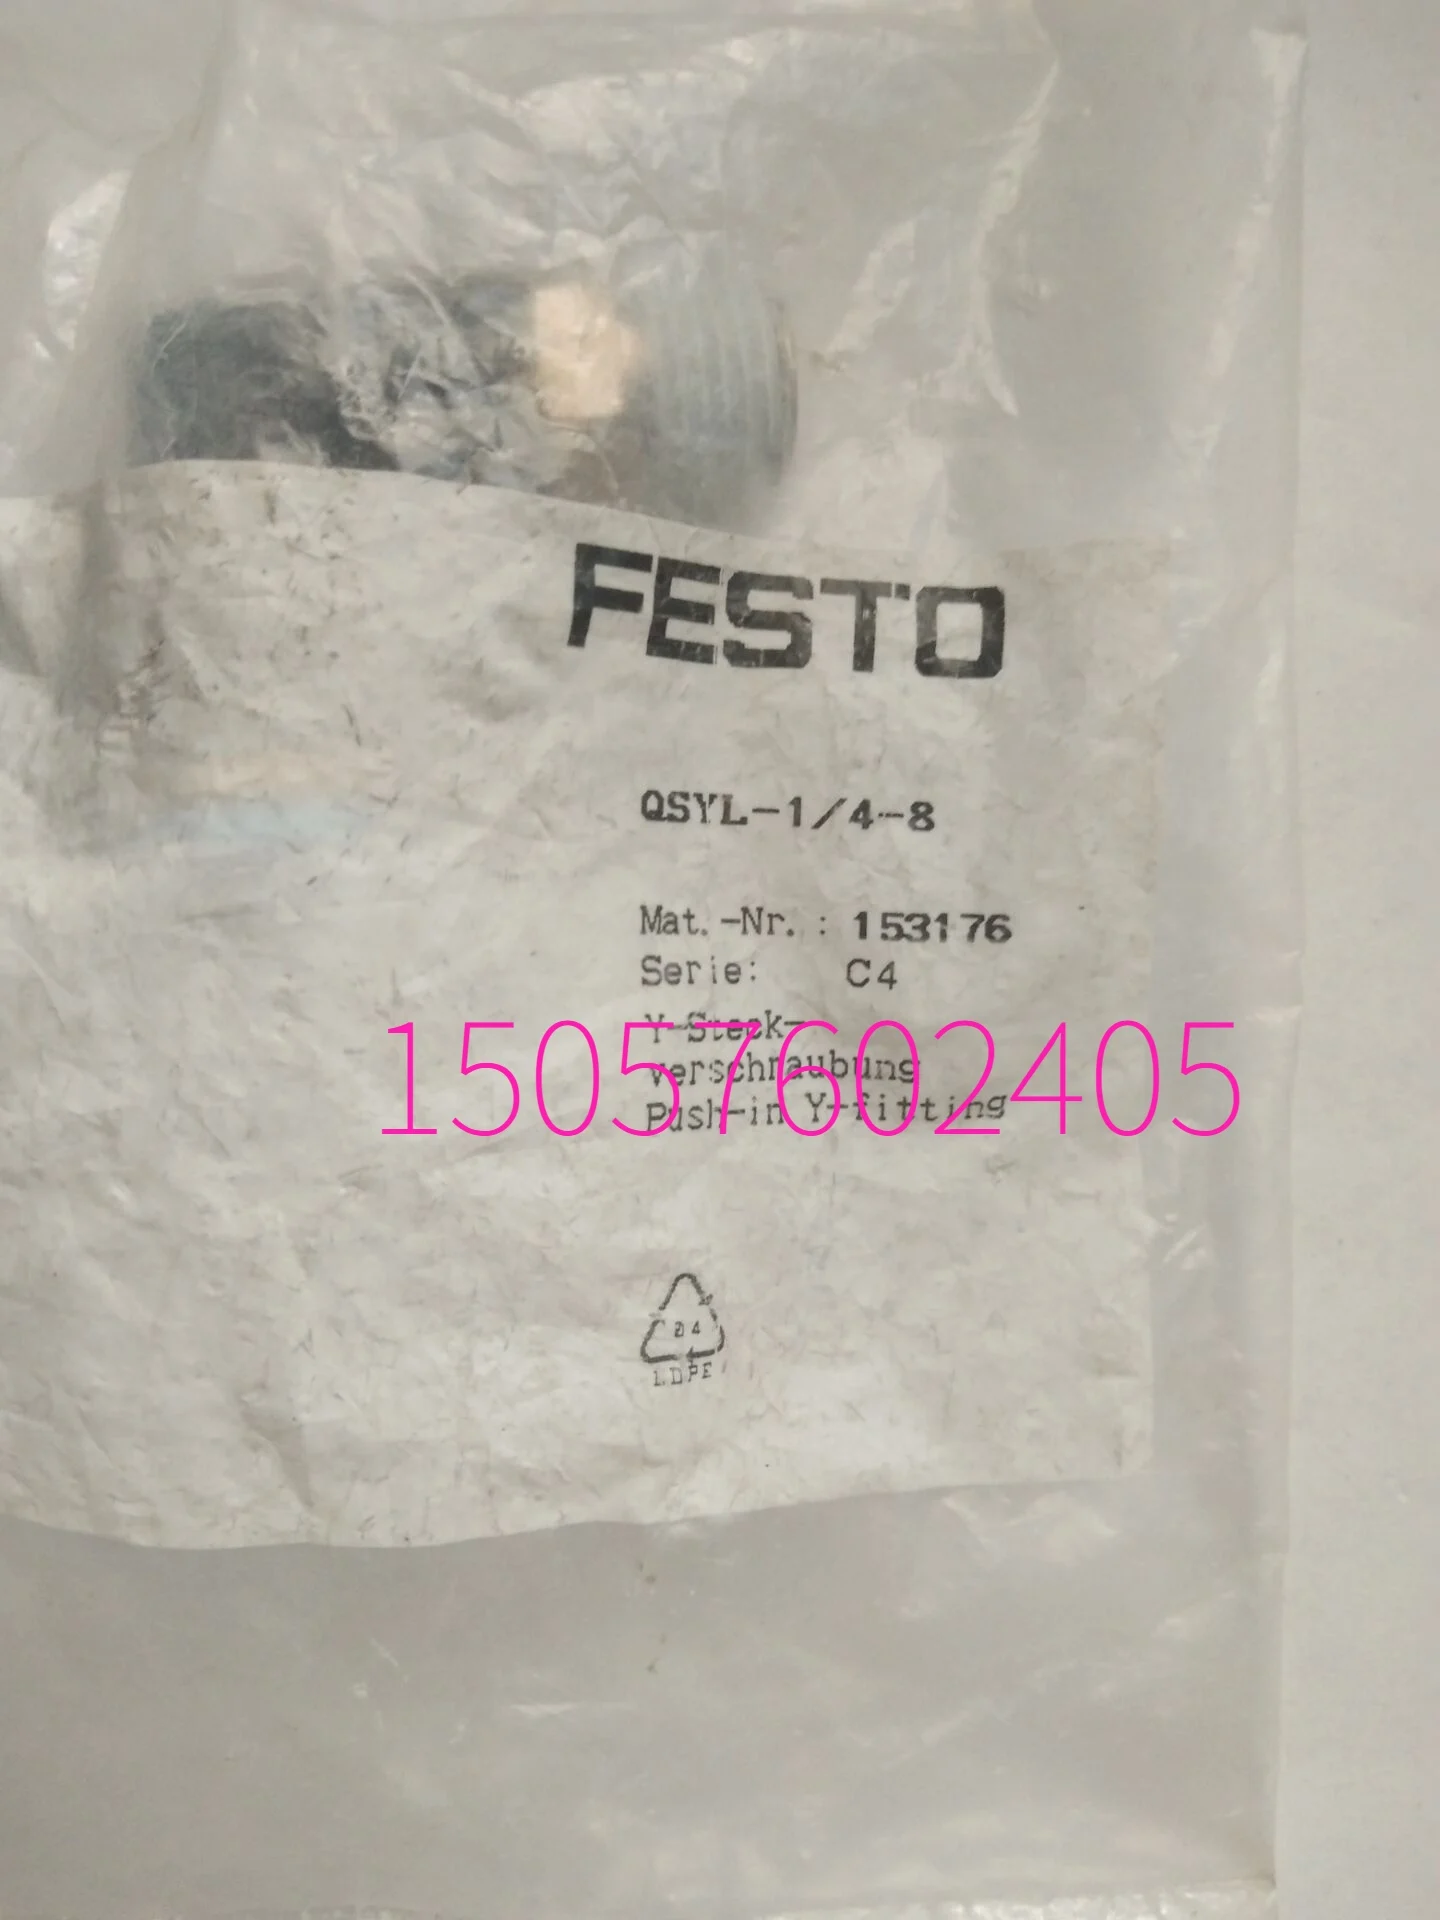 FESTO
QSYL-1/4-8
Mat.-Nr.: 153176
Serie: C4
Y-Steck-
verschraubung
Push-in Y-fitting
15057602405
04
LDPE